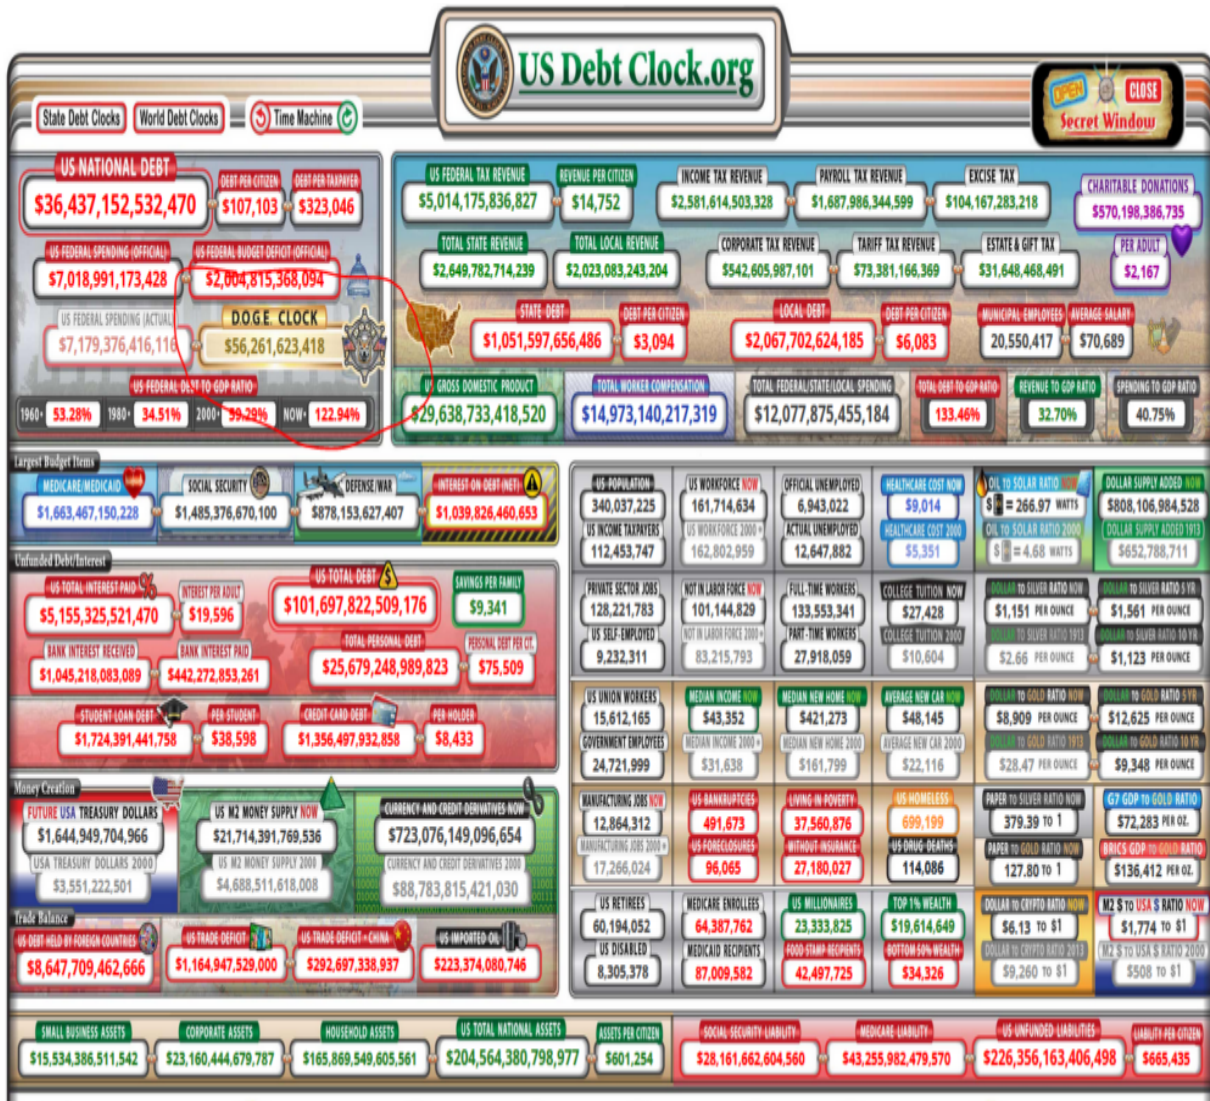 US Debt Clock.org
State Debt Clocks World Debt Clocks Time Machine
OPEN CLOSE
Secret Window
US NATIONAL DEBT
$36,437,152,532,470
DEBT PER CITIZEN
$107,103
DEBT PER TAXPAYER
$323,046
US FEDERAL SPENDING (OFFICIAL)
$7,018,991,173,428
US FEDERAL BUDGET DEFICIT (OFFICIAL)
$2,004,815,368,094
US FEDERAL SPENDING (ACTUAL)
$7,179,376,416,116
D.O.G.E. CLOCK
$56,261,623,418
US FEDERAL DEBT TO GDP RATIO
1960• 53.28% 1980• 34.51% 2000• 59.29% NOW• 122.94%
US FEDERAL TAX REVENUE
$5,014,175,836,827
REVENUE PER CITIZEN
$14,752
INCOME TAX REVENUE
$2,581,614,503,328
PAYROLL TAX REVENUE
$1,687,986,344,599
EXCISE TAX
$104,167,283,218
CHARITABLE DONATIONS
$570,198,386,735
TOTAL STATE REVENUE
$2,649,782,714,239
TOTAL LOCAL REVENUE
$2,023,083,243,204
CORPORATE TAX REVENUE
$542,605,987,101
TARIFF TAX REVENUE
$73,381,166,369
ESTATE & GIFT TAX
$31,648,468,491
PER ADULT
$2,167
STATE DEBT
$1,051,597,656,486
DEBT PER CITIZEN
$3,094
LOCAL DEBT
$2,067,702,624,185
DEBT PER CITIZEN
$6,083
MUNICIPAL EMPLOYEES
20,550,417
AVERAGE SALARY
$70,689
US GROSS DOMESTIC PRODUCT
$29,638,733,418,520
TOTAL WORKER COMPENSATION
$14,973,140,217,319
TOTAL FEDERAL/STATE/LOCAL SPENDING
$12,077,875,455,184
TOTAL DEBT TO GDP RATIO
133.46%
REVENUE TO GDP RATIO
32.70%
SPENDING TO GDP RATIO
40.75%
Largest Budget Items
MEDICARE/MEDICAID
$1,663,467,150,228
SOCIAL SECURITY
$1,485,376,670,100
DEFENSE/WAR
$878,153,627,407
INTEREST ON DEBT (NET)
$1,039,826,460,653
Unfunded Debt/Interest
US TOTAL INTEREST PAID
$5,155,325,521,470
INTEREST PER ADULT
$19,596
US TOTAL DEBT
$101,697,822,509,176
SAVINGS PER FAMILY
$9,341
BANK INTEREST RECEIVED
$1,045,218,083,089
BANK INTEREST PAID
$442,272,853,261
TOTAL PERSONAL DEBT
$25,679,248,989,823
PERSONAL DEBT PER CIT.
$75,509
STUDENT LOAN DEBT
$1,724,391,441,758
PER STUDENT
$38,598
CREDIT CARD DEBT
$1,356,497,932,858
PER HOLDER
$8,433
Money Creation
FUTURE USA TREASURY DOLLARS
$1,644,949,704,966
USA TREASURY DOLLARS 2000
$3,551,222,501
US M2 MONEY SUPPLY NOW
$21,714,391,769,536
US M2 MONEY SUPPLY 2000
$4,688,511,618,008
CURRENCY AND CREDIT DERIVATIVES NOW
$723,076,149,096,654
CURRENCY AND CREDIT DERIVATIVES 2000
$88,783,815,421,030
Trade Balance
US DEBT HELD BY FOREIGN COUNTRIES
$8,647,709,462,666
US TRADE DEFICIT
$1,164,947,529,000
US TRADE DEFICIT - CHINA
$292,697,338,937
US IMPORTED OIL
$223,374,080,746
US POPULATION
340,037,225
US INCOME TAXPAYERS
112,453,747
US WORKFORCE NOW
161,714,634
US WORKFORCE 2000
162,802,959
OFFICIAL UNEMPLOYED
6,943,022
ACTUAL UNEMPLOYED
12,647,882
HEALTHCARE COST NOW
$9,014
HEALTHCARE COST 2000
$5,351
OIL to SOLAR RATIO NOW
$ = 266.97 WATTS
OIL to SOLAR RATIO 2000
$ = 4.68 WATTS
DOLLAR SUPPLY ADDED NOW
$808,106,984,528
DOLLAR SUPPLY ADDED 1913
$652,788,711
PRIVATE SECTOR JOBS
128,221,783
US SELF-EMPLOYED
9,232,311
NOT IN LABOR FORCE NOW
101,144,829
NOT IN LABOR FORCE 2000
83,215,793
FULL-TIME WORKERS
133,553,341
PART-TIME WORKERS
27,918,059
COLLEGE TUITION NOW
$27,428
COLLEGE TUITION 2000
$10,604
DOLLAR to SILVER RATIO NOW
$1,151 PER OUNCE
DOLLAR to SILVER RATIO 1913
$2.66 PER OUNCE
DOLLAR to SILVER RATIO 5 YR
$1,561 PER OUNCE
DOLLAR to SILVER RATIO 10 YR
$1,123 PER OUNCE
US UNION WORKERS
15,612,165
GOVERNMENT EMPLOYEES
24,721,999
MEDIAN INCOME NOW
$43,352
MEDIAN INCOME 2000
$31,638
MEDIAN NEW HOME NOW
$421,273
MEDIAN NEW HOME 2000
$161,799
AVERAGE NEW CAR NOW
$48,145
AVERAGE NEW CAR 2000
$22,116
DOLLAR to GOLD RATIO NOW
$8,909 PER OUNCE
DOLLAR to GOLD RATIO 1913
$28.47 PER OUNCE
DOLLAR to GOLD RATIO 5 YR
$12,625 PER OUNCE
DOLLAR to GOLD RATIO 10 YR
$9,348 PER OUNCE
MANUFACTURING JOBS NOW
12,864,312
MANUFACTURING JOBS 2000
17,266,024
US BANKRUPTCIES
491,673
US FORECLOSURES
96,065
LIVING IN POVERTY
37,560,876
WITHOUT INSURANCE
27,180,027
US HOMELESS
699,199
US DRUG DEATHS
114,086
PAPER to SILVER RATIO NOW
379.39 TO 1
PAPER to GOLD RATIO NOW
127.80 TO 1
G7 GDP to GOLD RATIO
$72,283 PER OZ.
BRICS GDP to GOLD RATIO
$136,412 PER OZ.
US RETIREES
60,194,052
US DISABLED
8,305,378
MEDICARE ENROLLEES
64,387,762
MEDICAID RECIPIENTS
87,009,582
US MILLIONAIRES
23,333,825
FOOD STAMP RECIPIENTS
42,497,725
TOP 1% WEALTH
$19,614,649
BOTTOM 50% WEALTH
$34,326
DOLLAR to CRYPTO RATIO NOW
$6.13 TO $1
DOLLAR to CRYPTO RATIO 2013
$9,260 TO $1
M2 $ to USA $ RATIO NOW
$1,774 TO $1
M2 $ to USA $ RATIO 2000
$508 TO $1
SMALL BUSINESS ASSETS
$15,534,386,511,542
CORPORATE ASSETS
$23,160,444,679,787
HOUSEHOLD ASSETS
$165,869,549,605,561
US TOTAL NATIONAL ASSETS
$204,564,380,798,977
ASSETS PER CITIZEN
$601,254
SOCIAL SECURITY LIABILITY
$28,161,662,604,560
MEDICARE LIABILITY
$43,255,982,479,570
US UNFUNDED LIABILITIES
$226,356,163,406,498
LIABILITY PER CITIZEN
$665,435